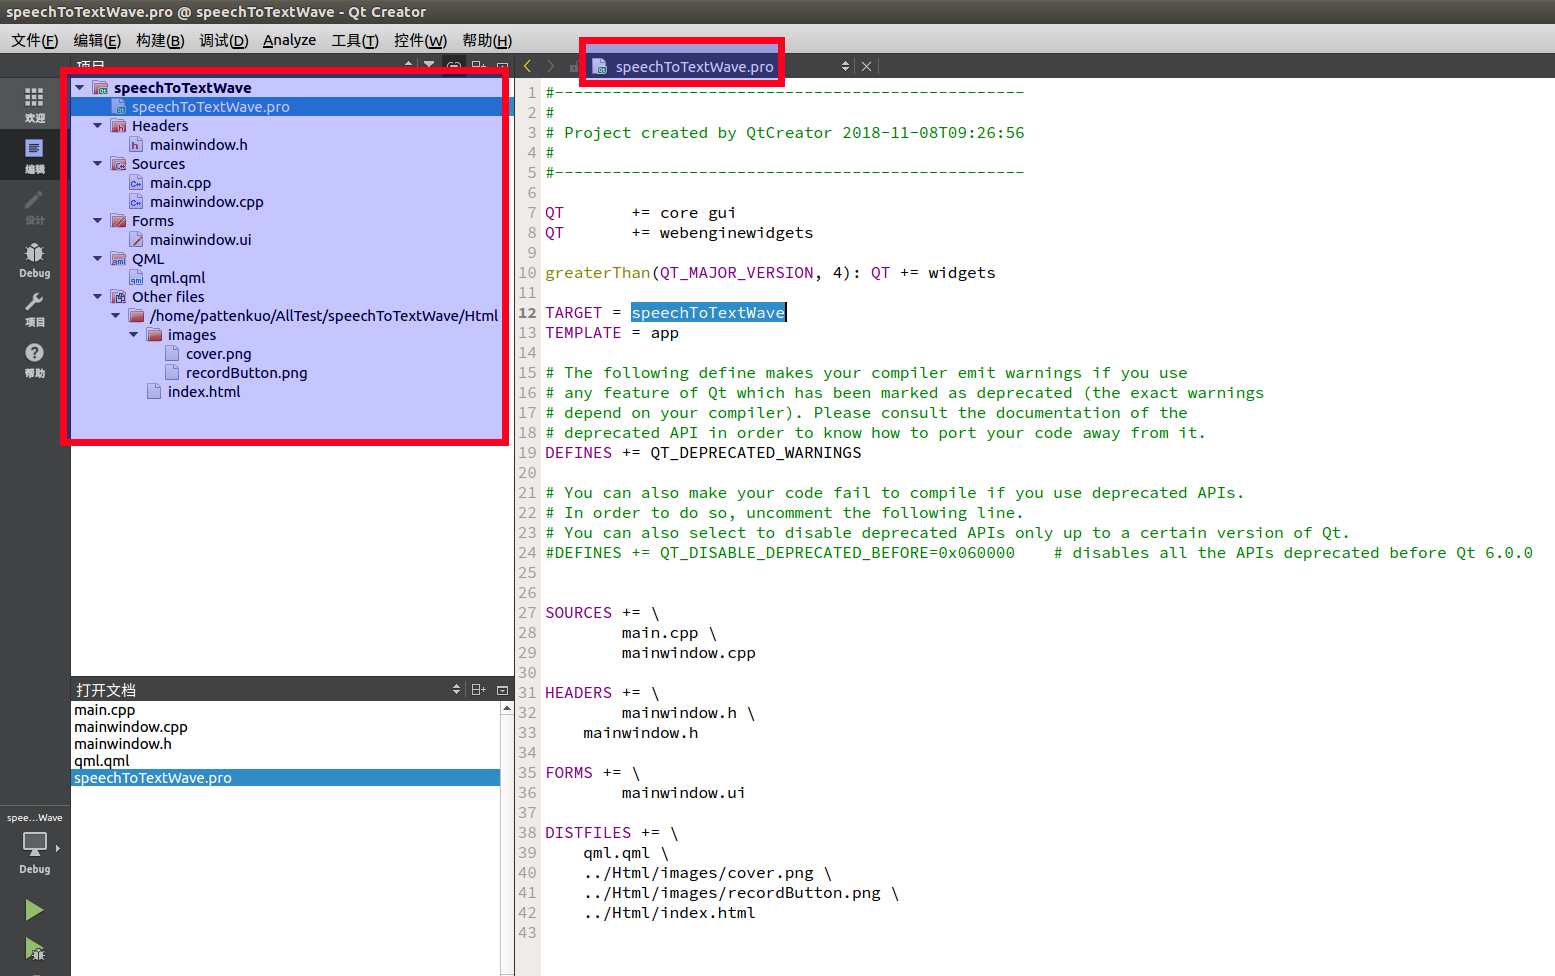 speechToTextWave.pro @ speechToTextWave - Qt Creator
文件(F) 编辑(E) 构建(B) 调试(D) Analyze 工具(T) 控件(W) 帮助(H)
项目
speechToTextWave.pro
欢迎
编辑
设计
Debug
项目
帮助
speechToTextWave
speechToTextWave.pro
Headers
mainwindow.h
Sources
main.cpp
mainwindow.cpp
Forms
mainwindow.ui
QML
qml.qml
Other files
/home/pattenkuo/AllTest/speechToTextWave/Html
images
cover.png
recordButton.png
index.html
打开文档
main.cpp
mainwindow.cpp
mainwindow.h
qml.qml
speechToTextWave.pro
spee...Wave
Debug
1 #-------------------------------------------------
2 #
3 # Project created by QtCreator 2018-11-08T09:26:56
4 #
5 #-------------------------------------------------
6
7 QT       += core gui
8 QT       += webenginewidgets
9
10 greaterThan(QT_MAJOR_VERSION, 4): QT += widgets
11
12 TARGET = speechToTextWave
13 TEMPLATE = app
14
15 # The following define makes your compiler emit warnings if you use
16 # any feature of Qt which has been marked as deprecated (the exact warnings
17 # depend on your compiler). Please consult the documentation of the
18 # deprecated API in order to know how to port your code away from it.
19 DEFINES += QT_DEPRECATED_WARNINGS
20
21 # You can also make your code fail to compile if you use deprecated APIs.
22 # In order to do so, uncomment the following line.
23 # You can also select to disable deprecated APIs only up to a certain version of Qt.
24 #DEFINES += QT_DISABLE_DEPRECATED_BEFORE=0x060000    # disables all the APIs deprecated before Qt 6.0.0
25
26
27 SOURCES += \
28         main.cpp \
29         mainwindow.cpp
30
31 HEADERS += \
32         mainwindow.h \
33     mainwindow.h
34
35 FORMS += \
36         mainwindow.ui
37
38 DISTFILES += \
39     qml.qml \
40     ../Html/images/cover.png \
41     ../Html/images/recordButton.png \
42     ../Html/index.html
43